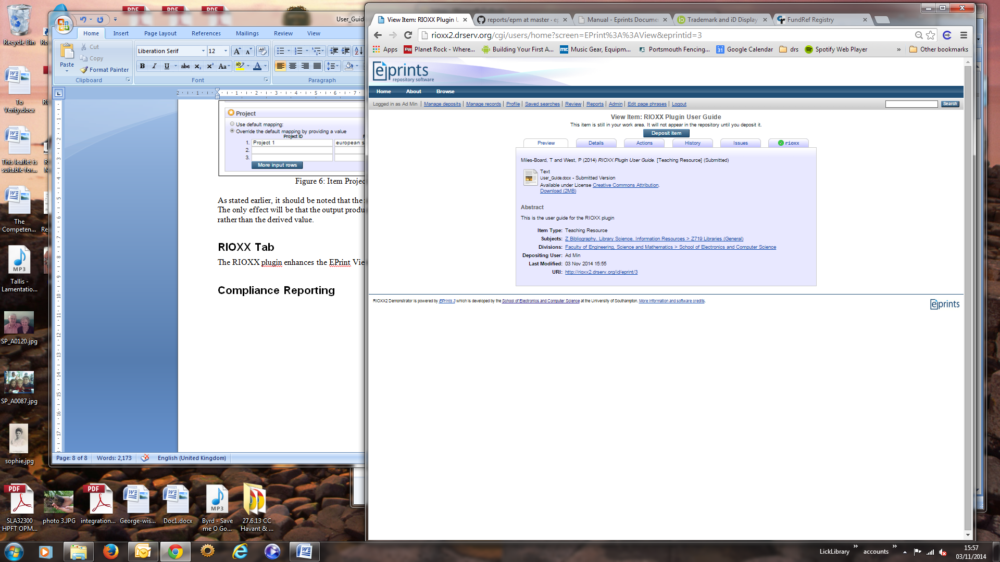 Recycle Bin
To Verity.docx
This leaflet is suitable for...
The Competen...
Tallis - Lamentatio...
SP_A0120.jpg
SP_A0087.jpg
sophie.jpg
SLA32300 HPFT OPM...
photo 3.JPG
integration...
George-wis...
Doc1.docx
Byrd - Save me O Go...
27.6.13 CC Havant & ...
PDF PDF PDF
User_Guid
Home Insert Page Layout References Mailings Review View
Paste Cut
Copy
Format Painter
Liberation Serif 12
Clipboard Font Paragraph
Project
Use default mapping:
Override the default mapping by providing a value
Project ID
1. Project 1 european s
2.
3.
More input rows
Figure 6: Item Projec
As stated earlier, it should be noted that the
The only effect will be that the output produ
rather than the derived value.
RIOXX Tab
The RIOXX plugin enhances the EPrint Vie
Compliance Reporting
Page: 8 of 8 Words: 2,173 English (United Kingdom)
View Item: RIOXX Plugin U reports/epm at master · ep Manual - Eprints Documen Trademark and iD Display FundRef Registry
rioxx2.drserv.org/cgi/users/home?screen=EPrint%3A%3AView&eprintid=3
Apps Planet Rock - Where... Building Your First A... Music Gear, Equipm... Portsmouth Fencing... Google Calendar drs Spotify Web Player » Other bookmarks
eprints
repository software
Home About Browse
Logged in as Ad Min | Manage deposits | Manage records | Profile | Saved searches | Review | Reports | Admin | Edit page phrases | Logout Search
View Item: RIOXX Plugin User Guide
This item is still in your work area. It will not appear in the repository until you deposit it.
Deposit item
Preview Details Actions History Issues rioxx
Miles-Board, T and West, P (2014) RIOXX Plugin User Guide. [Teaching Resource] (Submitted)
Text
User_Guide.docx - Submitted Version
Available under License Creative Commons Attribution.
Download (2MB)
Abstract
This is the user guide for the RIOXX plugin
Item Type: Teaching Resource
Subjects: Z Bibliography. Library Science. Information Resources > Z719 Libraries (General)
Divisions: Faculty of Engineering, Science and Mathematics > School of Electronics and Computer Science
Depositing User: Ad Min
Last Modified: 03 Nov 2014 15:55
URI: http://rioxx2.drserv.org/id/eprint/3
RIOXX2 Demonstrator is powered by EPrints 3 which is developed by the School of Electronics and Computer Science at the University of Southampton. More information and software credits.
eprints
LickLibrary » accounts » 15:57
03/11/2014